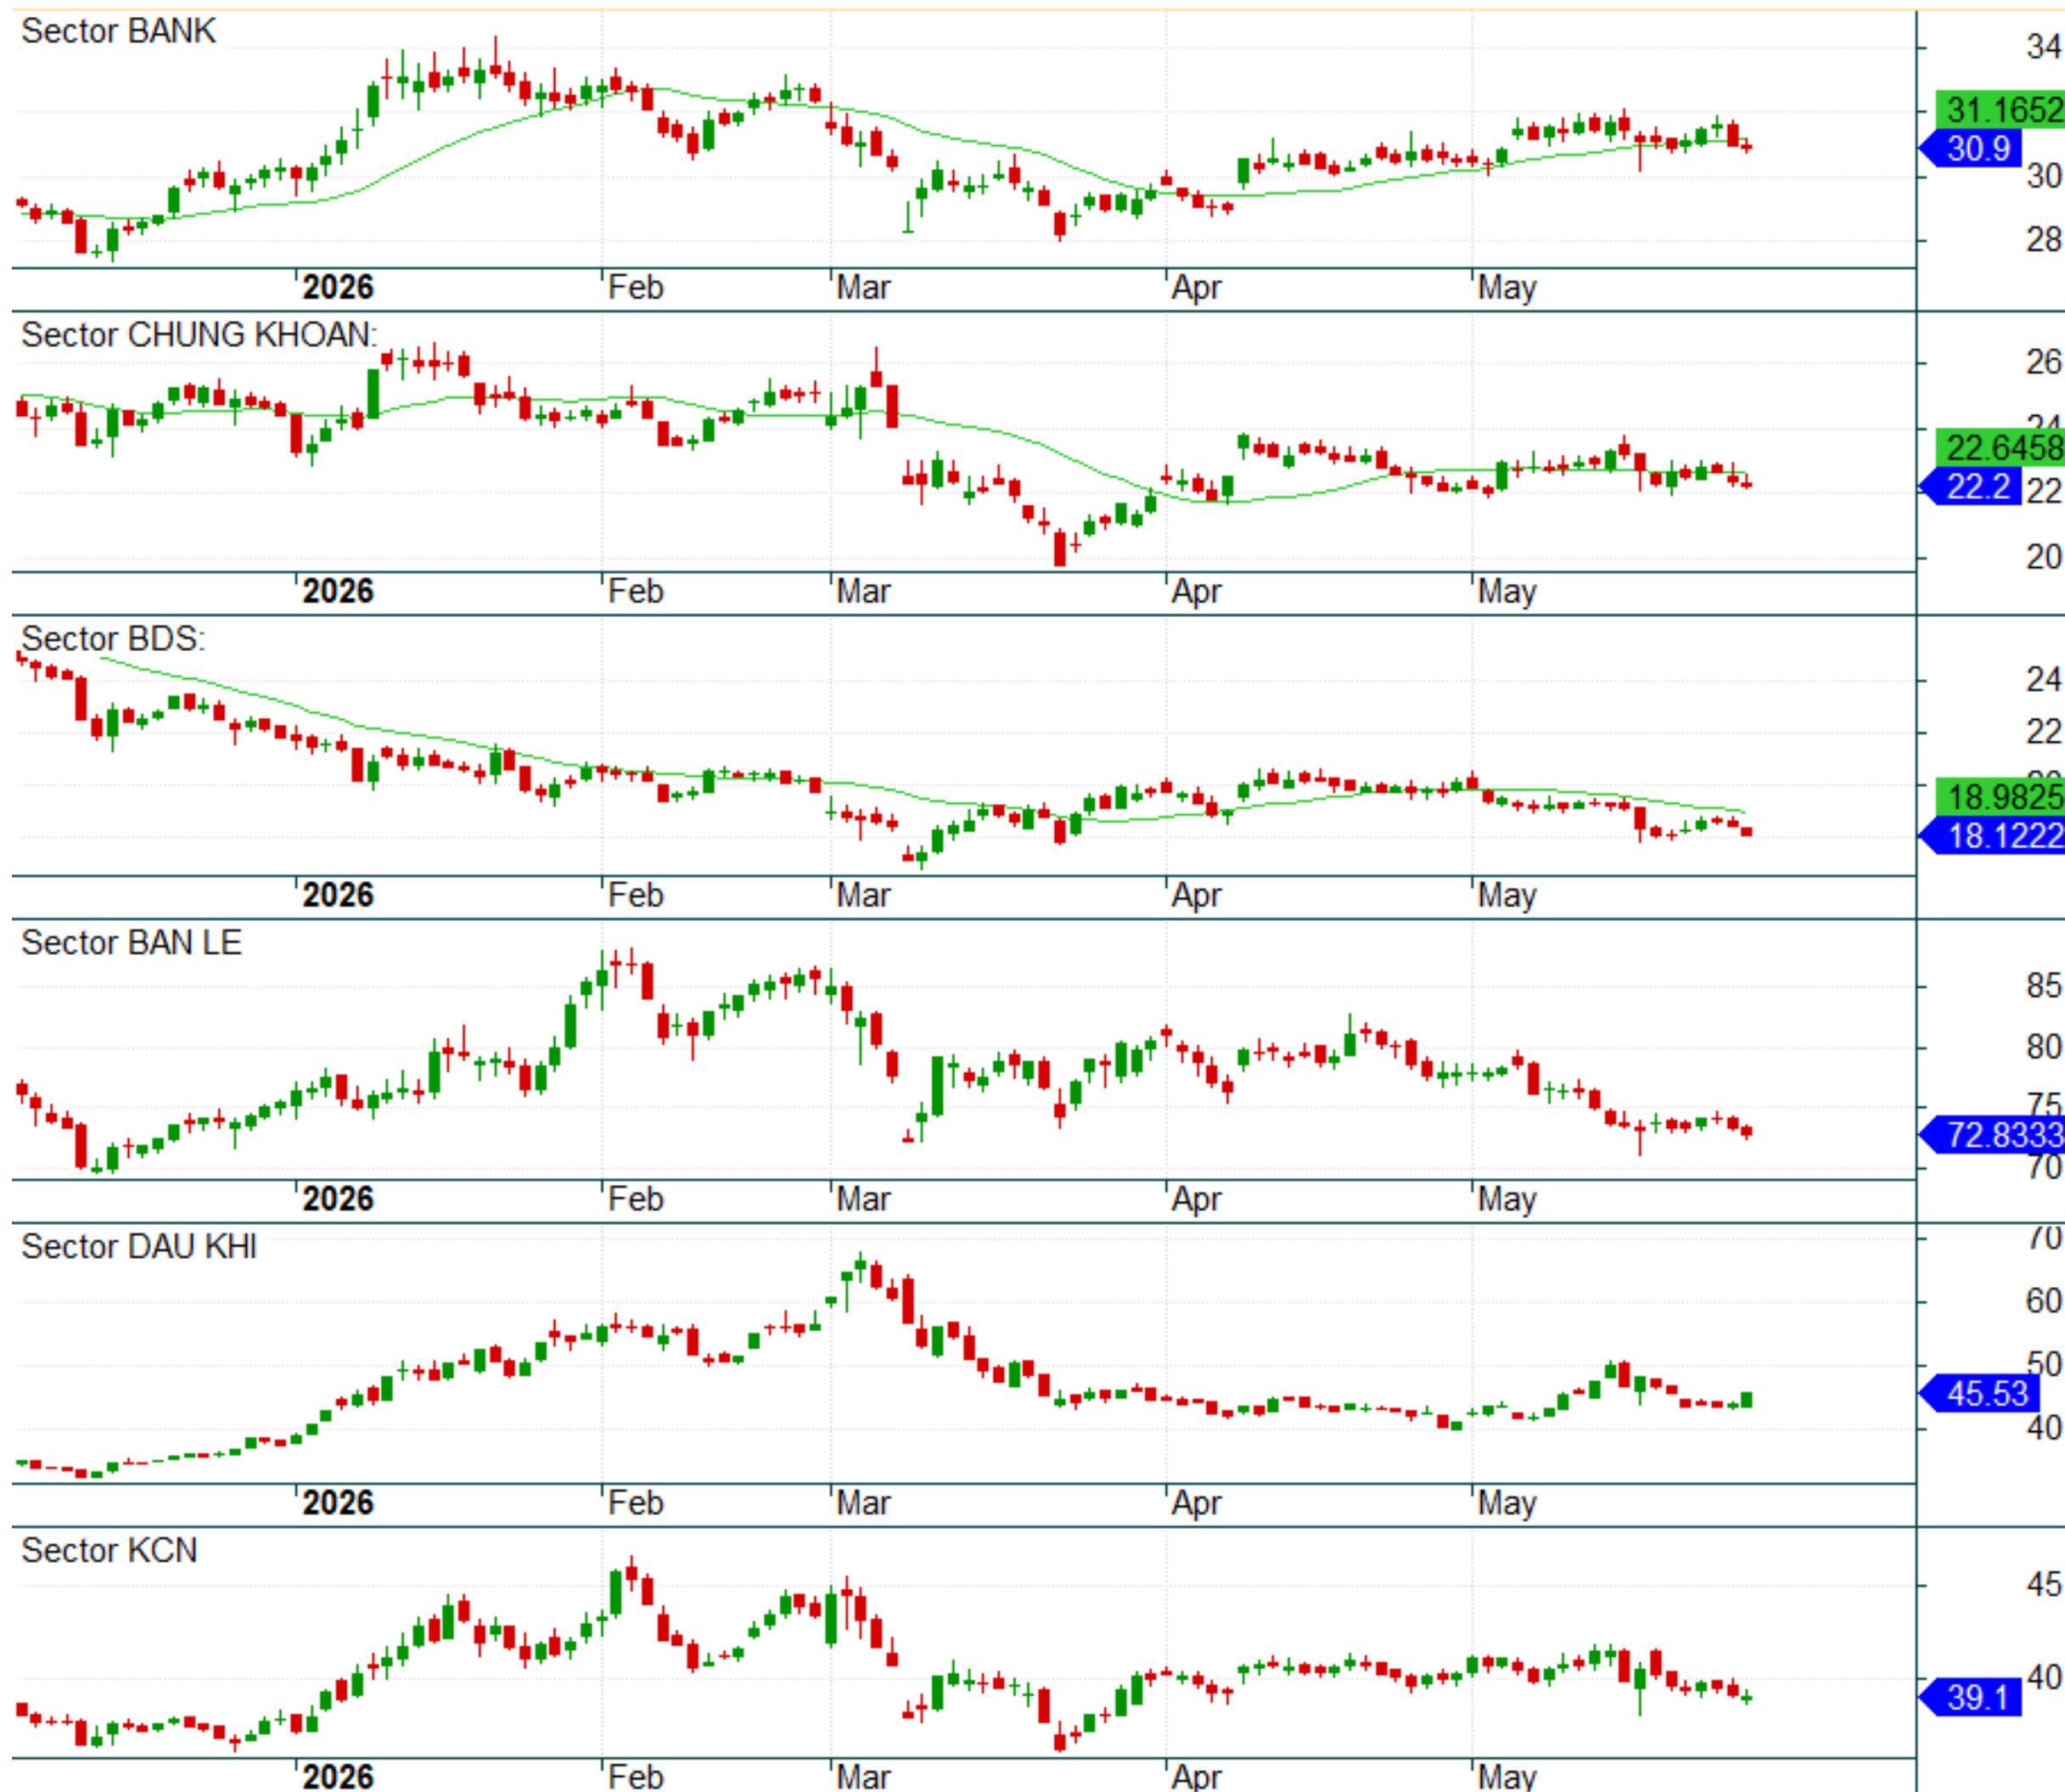 Sector BANK
34
31.1652
30.9
30
28
2026 Feb Mar Apr May
Sector CHUNG KHOAN:
26
24
22.6458
22.2 22
20
2026 Feb Mar Apr May
Sector BDS:
24
22
18.9825
18.1222
2026 Feb Mar Apr May
Sector BAN LE
85
80
75
72.8333
70
2026 Feb Mar Apr May
Sector DAU KHI
70
60
50
45.53
40
2026 Feb Mar Apr May
Sector KCN
45
40
39.1
2026 Feb Mar Apr May